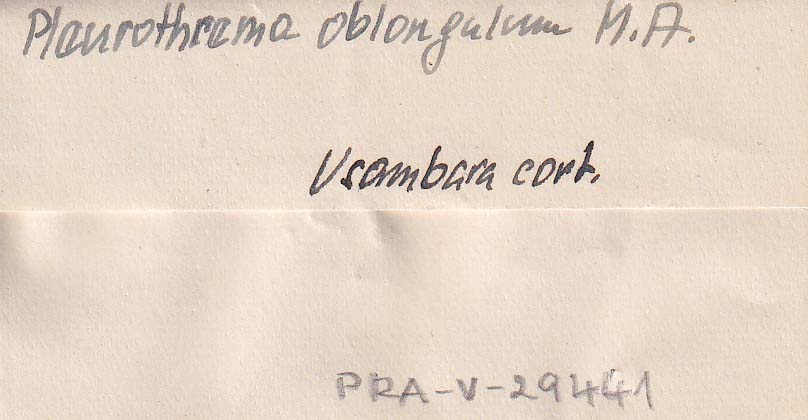 Pleurothrema oblongulum M.A.
Usambara cort.
PRA-V-29441